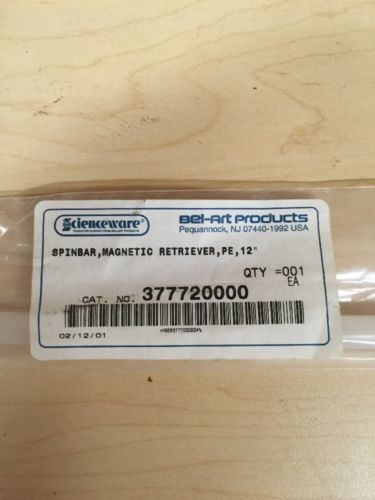 Scienceware®
Bel-Art Products
Pequannock, NJ 07440-1992 USA
SPINBAR,MAGNETIC RETRIEVER,PE,12"
QTY =001
EA
CAT. NO. 377720000
02/12/01